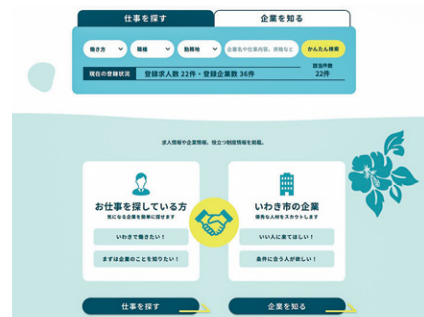 仕事を探す
企業を知る
働き方
職種
勤務地
企業名や仕事内容、資格など
かんたん検索
現在の登録状況
登録求人数 22件・登録企業数 36件
該当件数
22件
求人情報や企業情報、役立つ制度情報を掲載。
お仕事を探している方
気になる企業を簡単に探せます
いわきで働きたい！
まずは企業のことを知りたい！
いわき市の企業
優秀な人材をスカウトします
いい人に来てほしい！
条件に合う人が欲しい！
仕事を探す
企業を知る